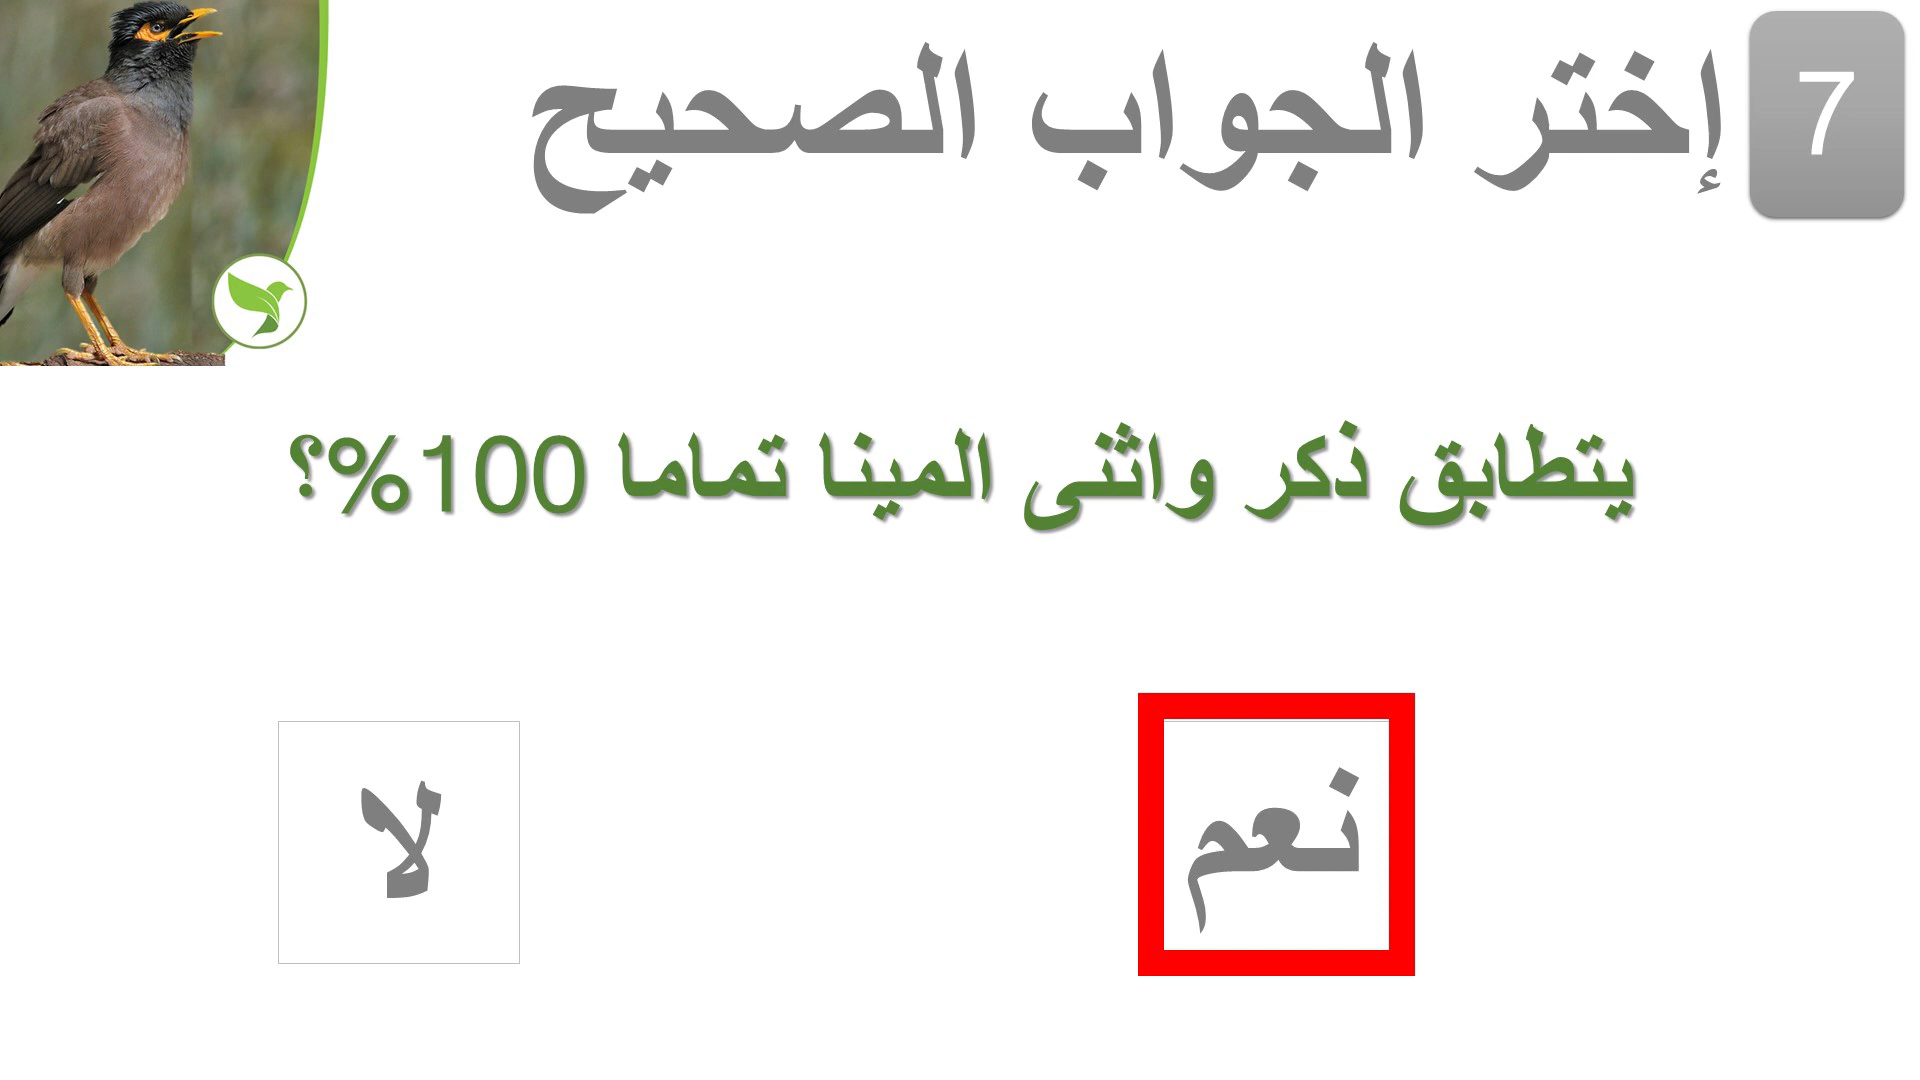 7
إختر الجواب الصحيح
يتطابق ذكر واثنى المينا تماما 100%؟
نعم
لا